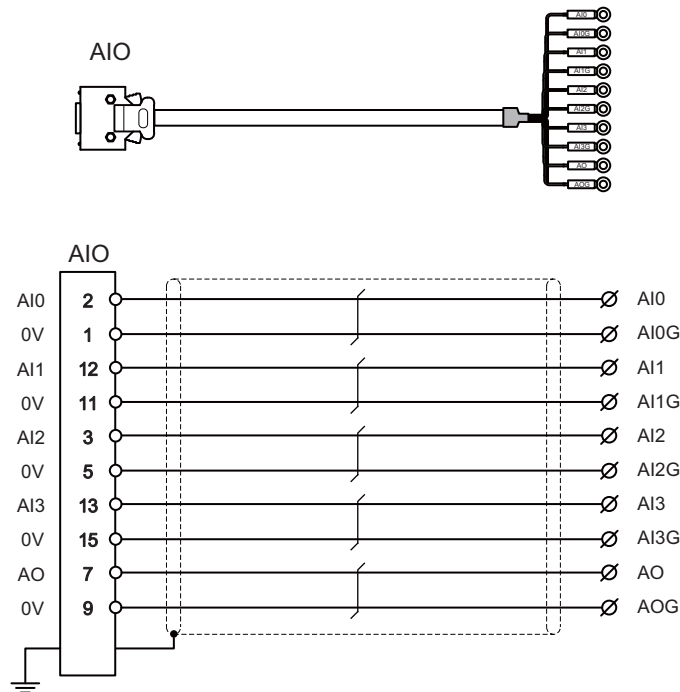 AIO
AI0
AI0G
AI1
AI1G
AI2
AI2G
AI3
AI3G
AO
AOG
AIO
AI0 2 AI0
0V 1 AI0G
AI1 12 AI1
0V 11 AI1G
AI2 3 AI2
0V 5 AI2G
AI3 13 AI3
0V 15 AI3G
AO 7 AO
0V 9 AOG